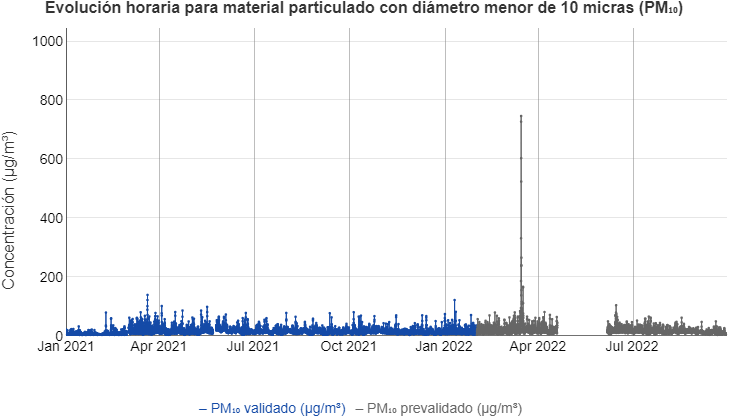 Evolución horaria para material particulado con diámetro menor de 10 micras (PM₁₀)
Concentración (µg/m³)
1000
800
600
400
200
0
Jan 2021
Apr 2021
Jul 2021
Oct 2021
Jan 2022
Apr 2022
Jul 2022
– PM₁₀ validado (µg/m³) – PM₁₀ prevalidado (µg/m³)